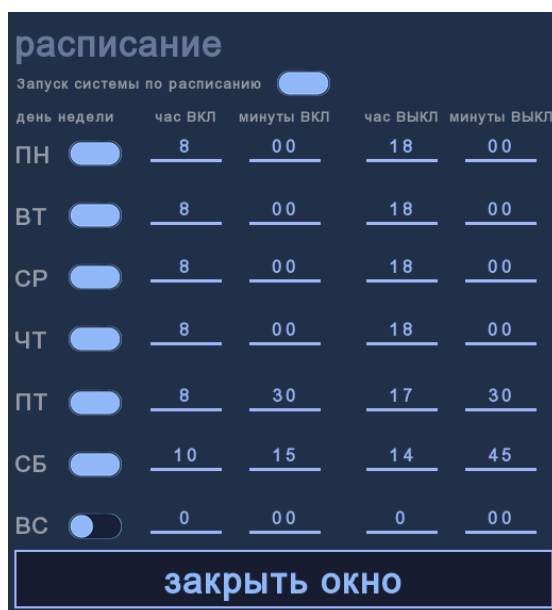 расписание
Запуск системы по расписанию
день недели час ВКЛ минуты ВКЛ час ВЫКЛ минуты ВЫКЛ
ПН 8 00 18 00
ВТ 8 00 18 00
СР 8 00 18 00
ЧТ 8 00 18 00
ПТ 8 30 17 30
СБ 10 15 14 45
ВС 0 00 0 00
закрыть окно